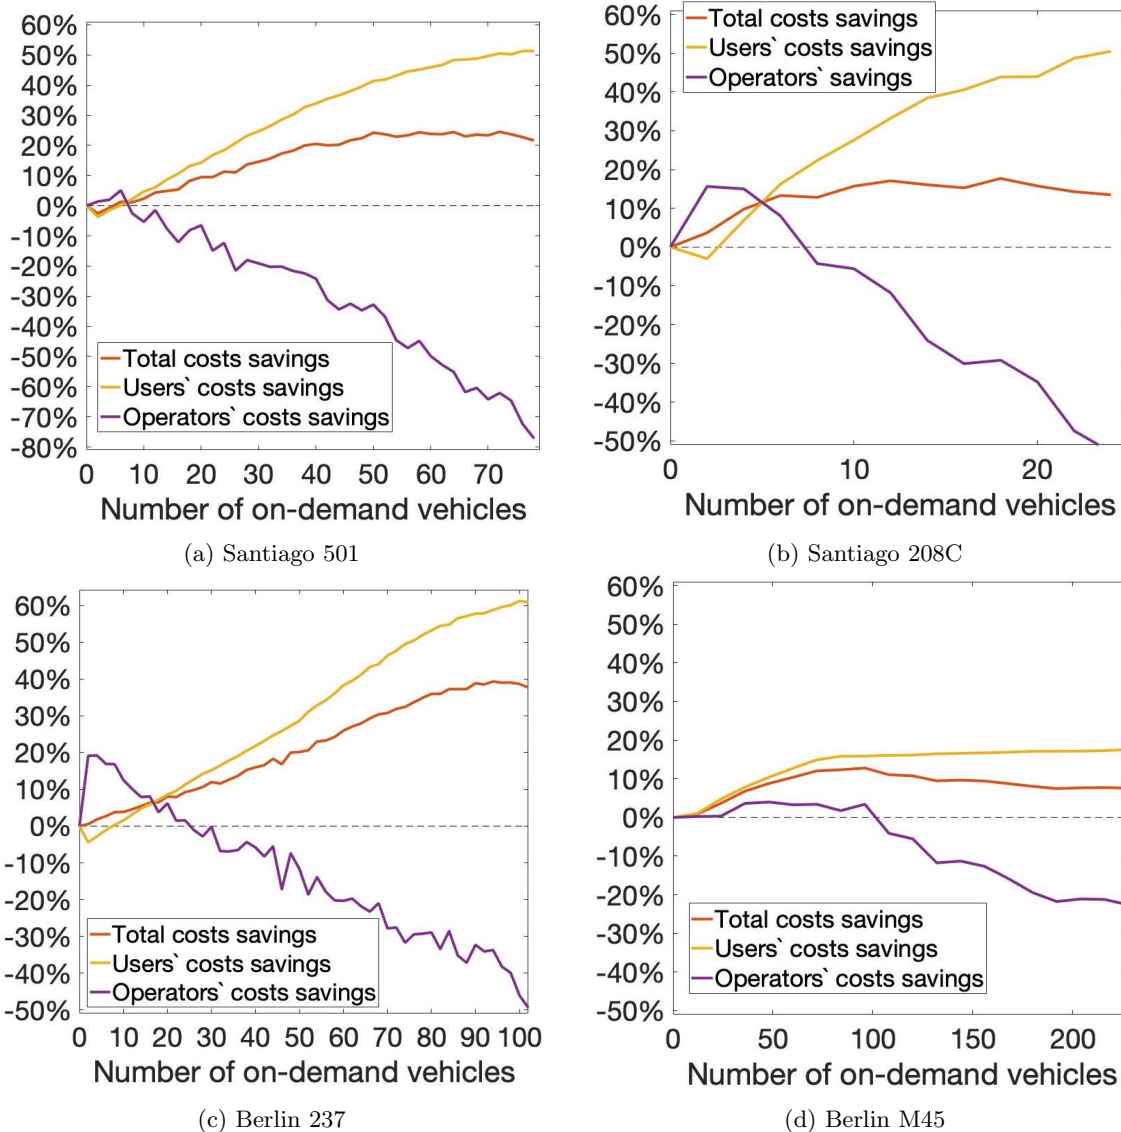 60%
50%
40%
30%
20%
10%
0%
-10%
-20%
-30%
-40%
-50%
-60%
-70%
-80%
Total costs savings
Users` costs savings
Operators` costs savings
0 10 20 30 40 50 60 70
Number of on-demand vehicles
(a) Santiago 501
60%
50%
40%
30%
20%
10%
0%
-10%
-20%
-30%
-40%
-50%
Total costs savings
Users` costs savings
Operators` savings
0 10 20
Number of on-demand vehicles
(b) Santiago 208C
60%
50%
40%
30%
20%
10%
0%
-10%
-20%
-30%
-40%
-50%
Total costs savings
Users` costs savings
Operators` costs savings
0 10 20 30 40 50 60 70 80 90 100
Number of on-demand vehicles
(c) Berlin 237
60%
50%
40%
30%
20%
10%
0%
-10%
-20%
-30%
-40%
-50%
Total costs savings
Users` costs savings
Operators` costs savings
0 50 100 150 200
Number of on-demand vehicles
(d) Berlin M45